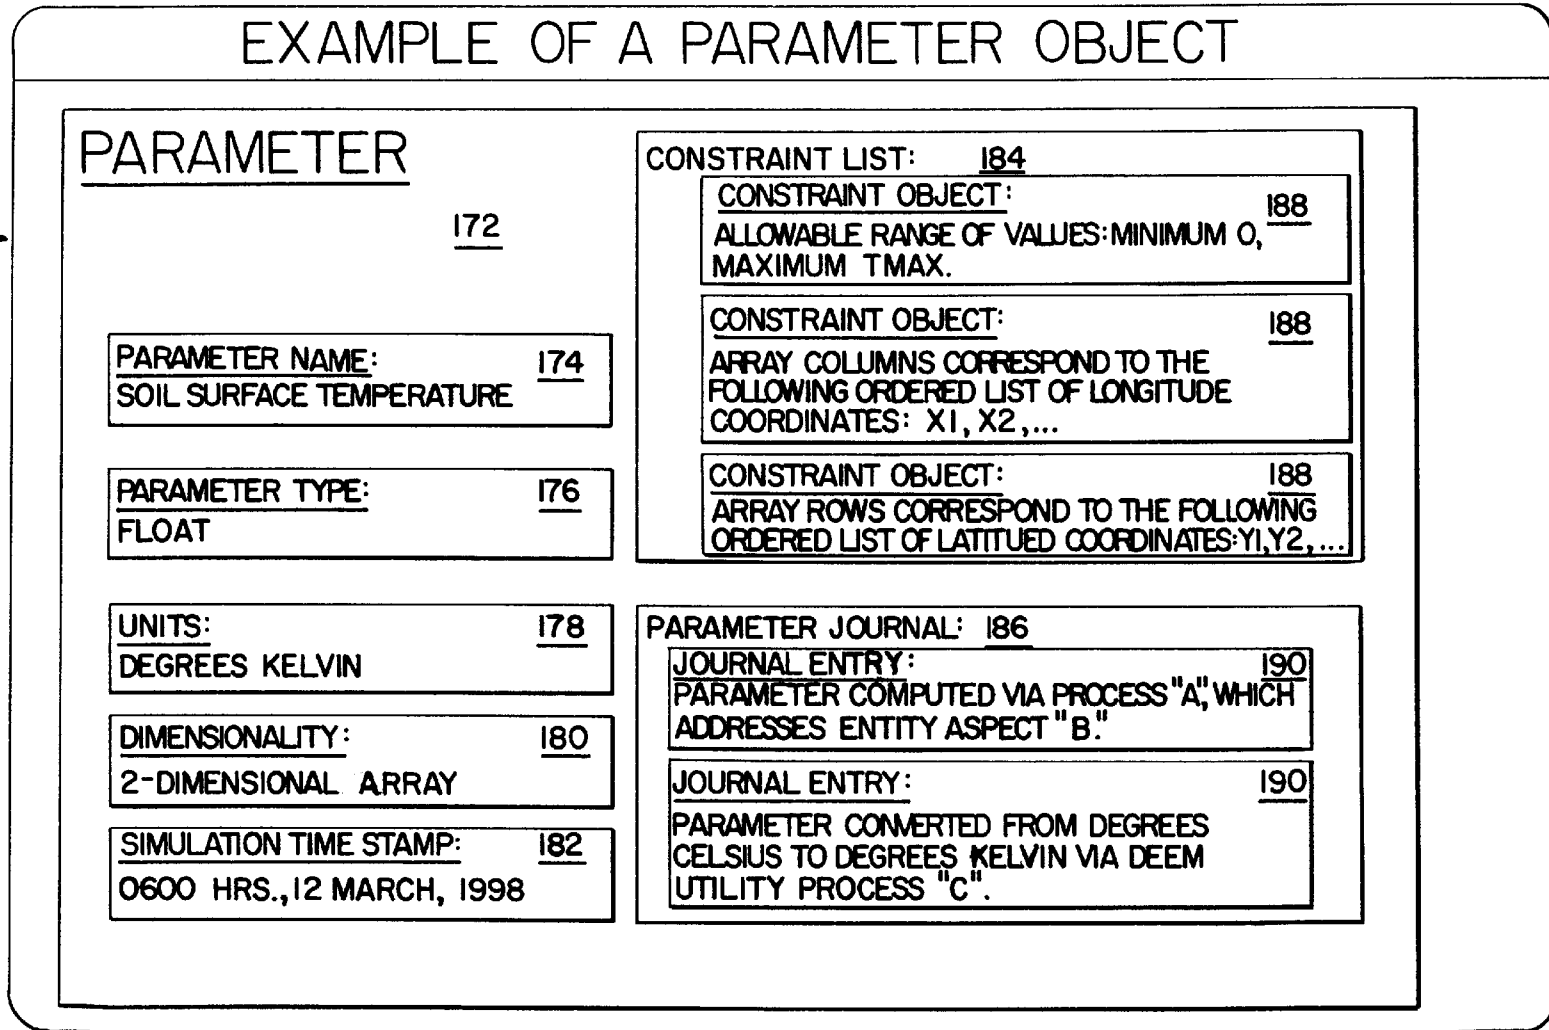 EXAMPLE OF A PARAMETER OBJECT
PARAMETER
172
PARAMETER NAME: 174
SOIL SURFACE TEMPERATURE
PARAMETER TYPE: 176
FLOAT
UNITS: 178
DEGREES KELVIN
DIMENSIONALITY: 180
2-DIMENSIONAL ARRAY
SIMULATION TIME STAMP: 182
0600 HRS., 12 MARCH, 1998
CONSTRAINT LIST: 184
CONSTRAINT OBJECT: 188
ALLOWABLE RANGE OF VALUES: MINIMUM 0,
MAXIMUM TMAX.
CONSTRAINT OBJECT: 188
ARRAY COLUMNS CORRESPOND TO THE
FOLLOWING ORDERED LIST OF LONGITUDE
COORDINATES: X1, X2,...
CONSTRAINT OBJECT: 188
ARRAY ROWS CORRESPOND TO THE FOLLOWING
ORDERED LIST OF LATITUED COORDINATES: Y1, Y2,...
PARAMETER JOURNAL: 186
JOURNAL ENTRY: 190
PARAMETER COMPUTED VIA PROCESS "A", WHICH
ADDRESSES ENTITY ASPECT "B."
JOURNAL ENTRY: 190
PARAMETER CONVERTED FROM DEGREES
CELSIUS TO DEGREES KELVIN VIA DEEM
UTILITY PROCESS "C".